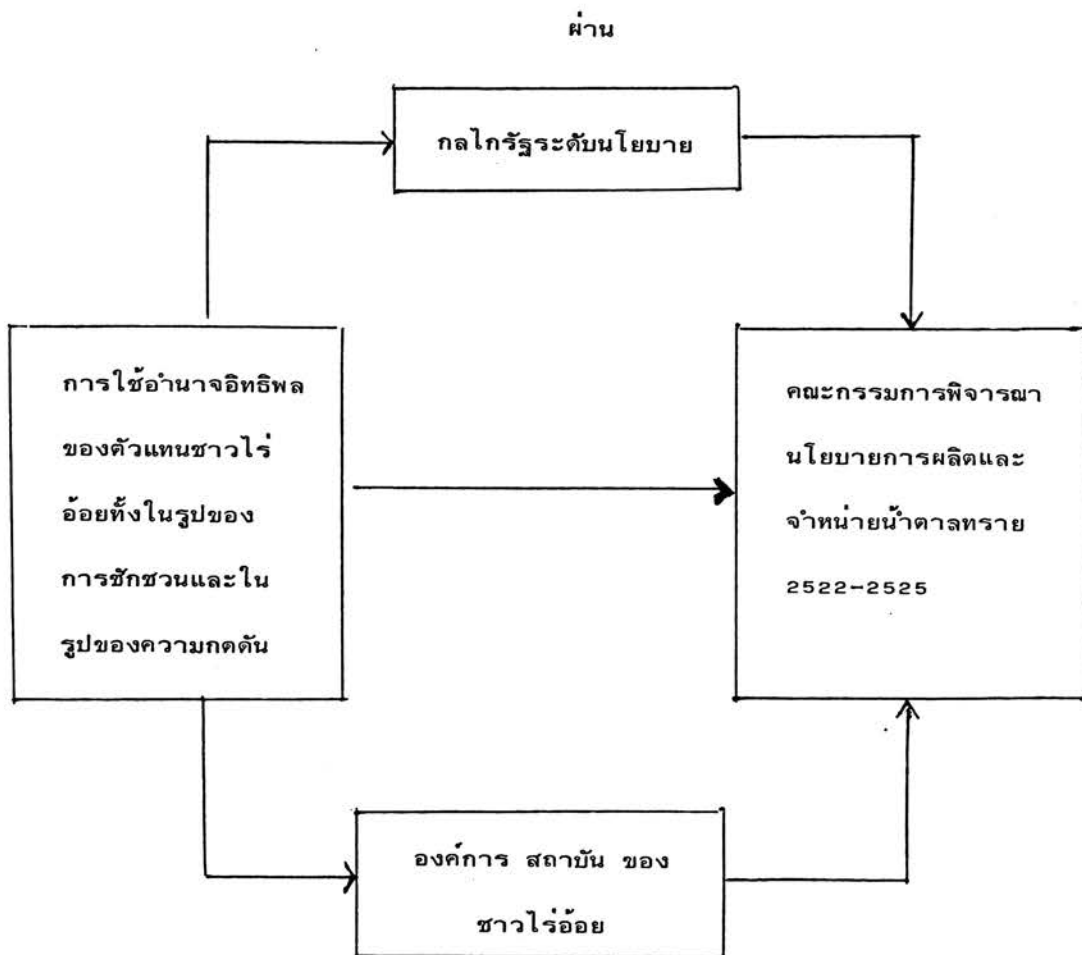 ผ่าน
กลไกรัฐระดับนโยบาย
การใช้อำนาจอิทธิพล
ของตัวแทนชาวไร่
อ้อยทั้งในรูปของ
การชักชวนและใน
รูปของความกดดัน
คณะกรรมการพิจารณา
นโยบายการผลิตและ
จำหน่ายน้ำตาลทราย
2522-2525
องค์การ สถาบัน ของ
ชาวไร่อ้อย